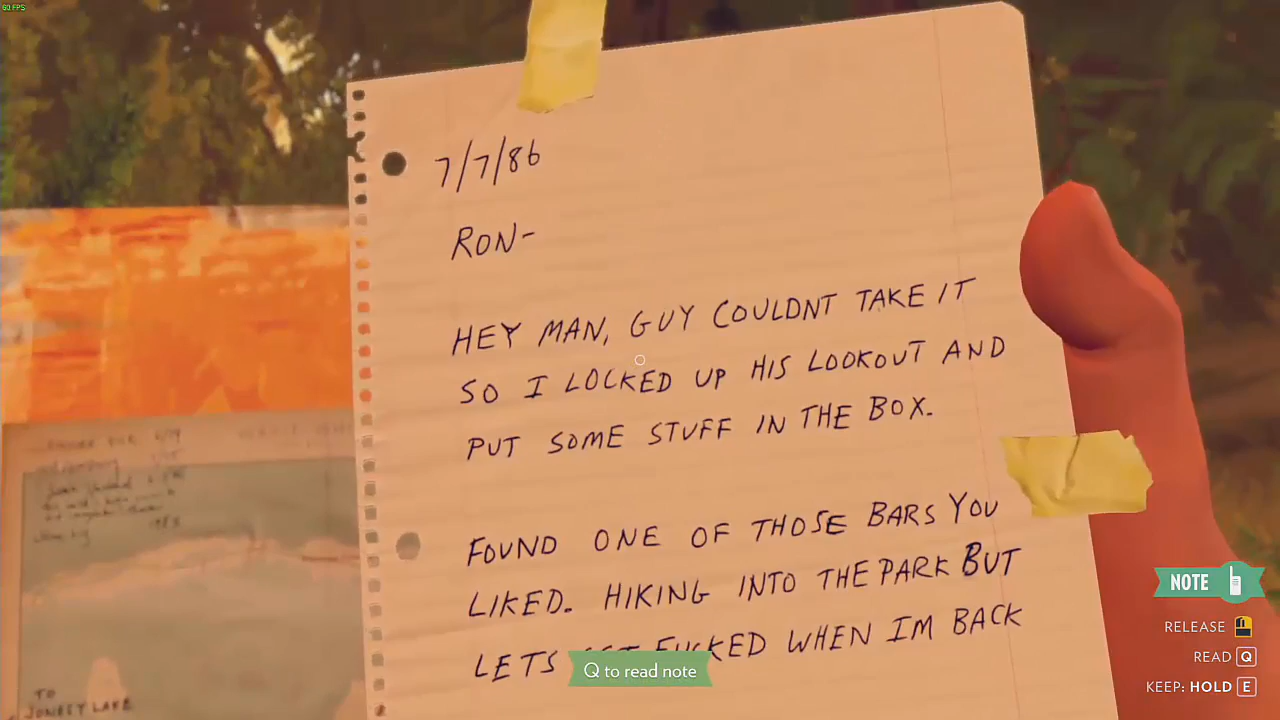 60 FPS
7/7/86
RON-
HEY MAN, GUY COULDNT TAKE IT
SO I LOCKED UP HIS LOOKOUT AND
PUT SOME STUFF IN THE BOX.
FOUND ONE OF THOSE BARS YOU
LIKED. HIKING INTO THE PARK BUT
LETS FUCKED WHEN IM BACK
Q to read note
NOTE
RELEASE
READ Q
KEEP: HOLD E
TO
JONESY LAKE